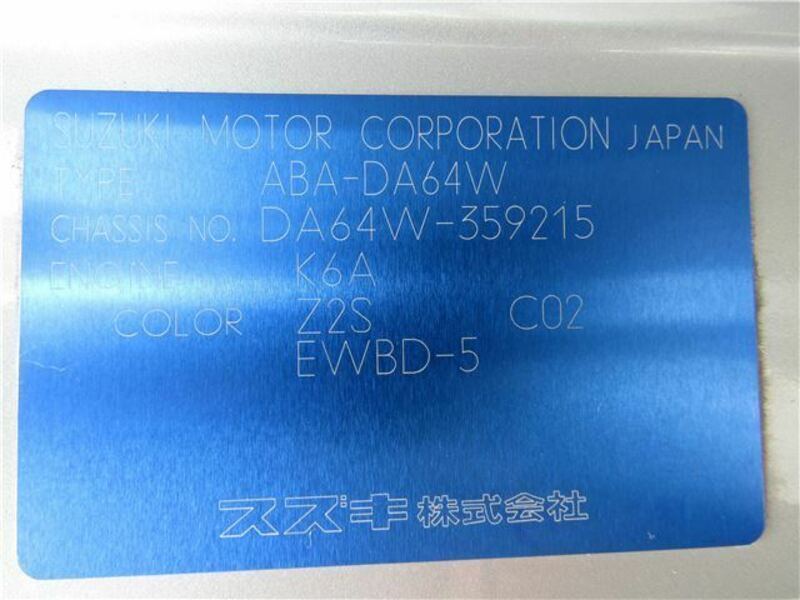 SUZUKI MOTOR CORPORATION JAPAN
TYPE ABA-DA64W
CHASSIS NO. DA64W-359215
ENGINE K6A
COLOR Z2S C02
EWBD-5
スズキ株式会社